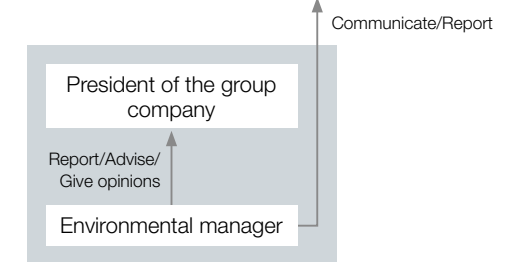 Communicate/Report
President of the group
company
Report/Advise/
Give opinions
Environmental manager